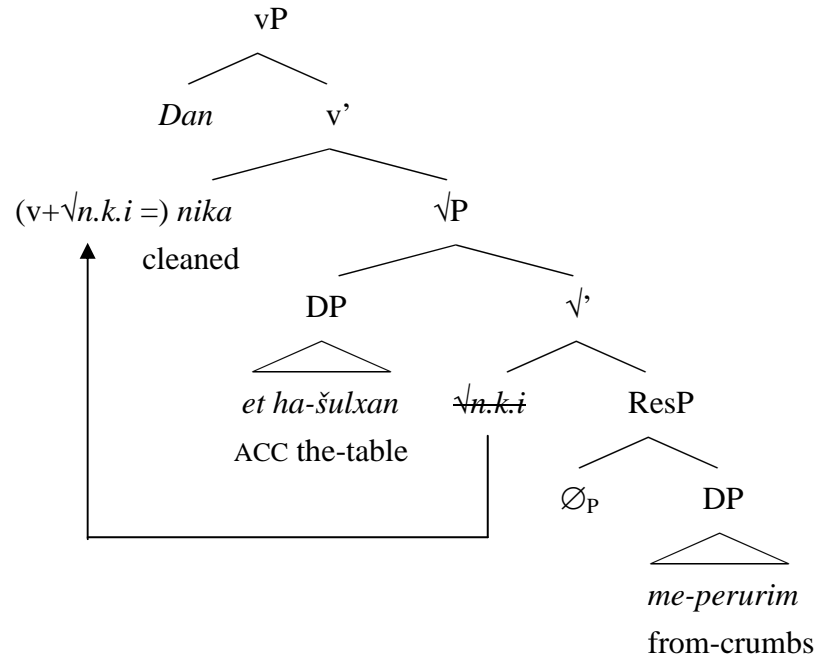 vP
Dan v’
(v+√n.k.i =) nika √P
cleaned
DP √’
et ha-šulxan √n.k.i ResP
ACC the-table
∅P DP
me-perurim
from-crumbs